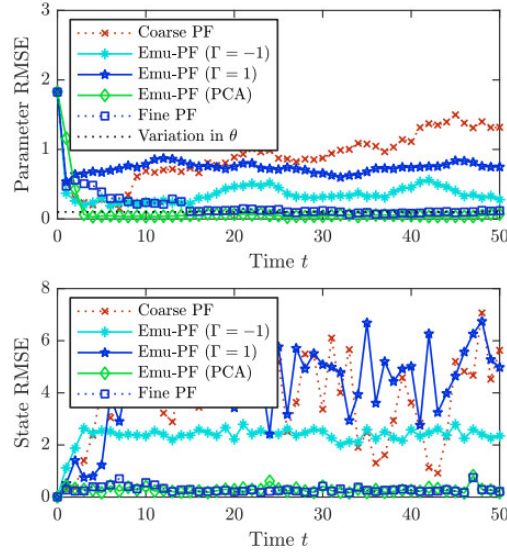 Parameter RMSE
3
2
1
0
Coarse PF
Emu-PF (Γ = −1)
Emu-PF (Γ = 1)
Emu-PF (PCA)
Fine PF
Variation in θ
0 10 20 30 40 50
Time t
State RMSE
8
6
4
2
0
Coarse PF
Emu-PF (Γ = −1)
Emu-PF (Γ = 1)
Emu-PF (PCA)
Fine PF
0 10 20 30 40 50
Time t